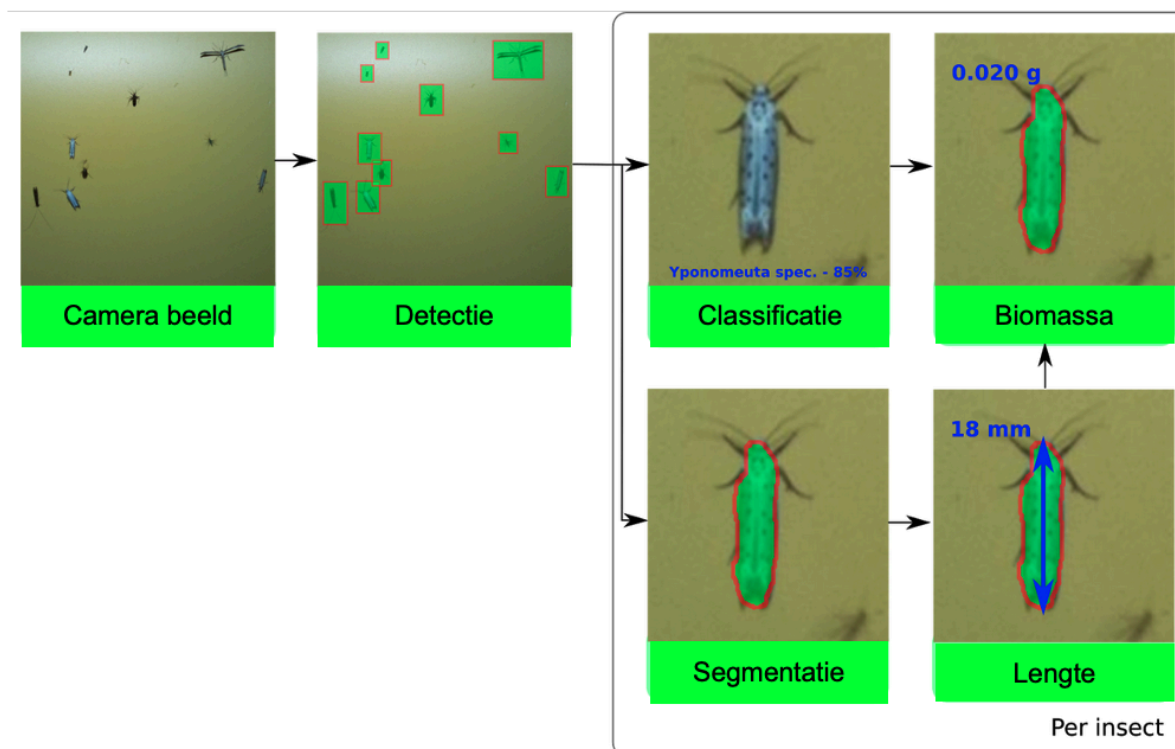 Camera beeld
Detectie
Yponomeuta spec. - 85%
Classificatie
0.020 g
Biomassa
Segmentatie
18 mm
Lengte
Per insect